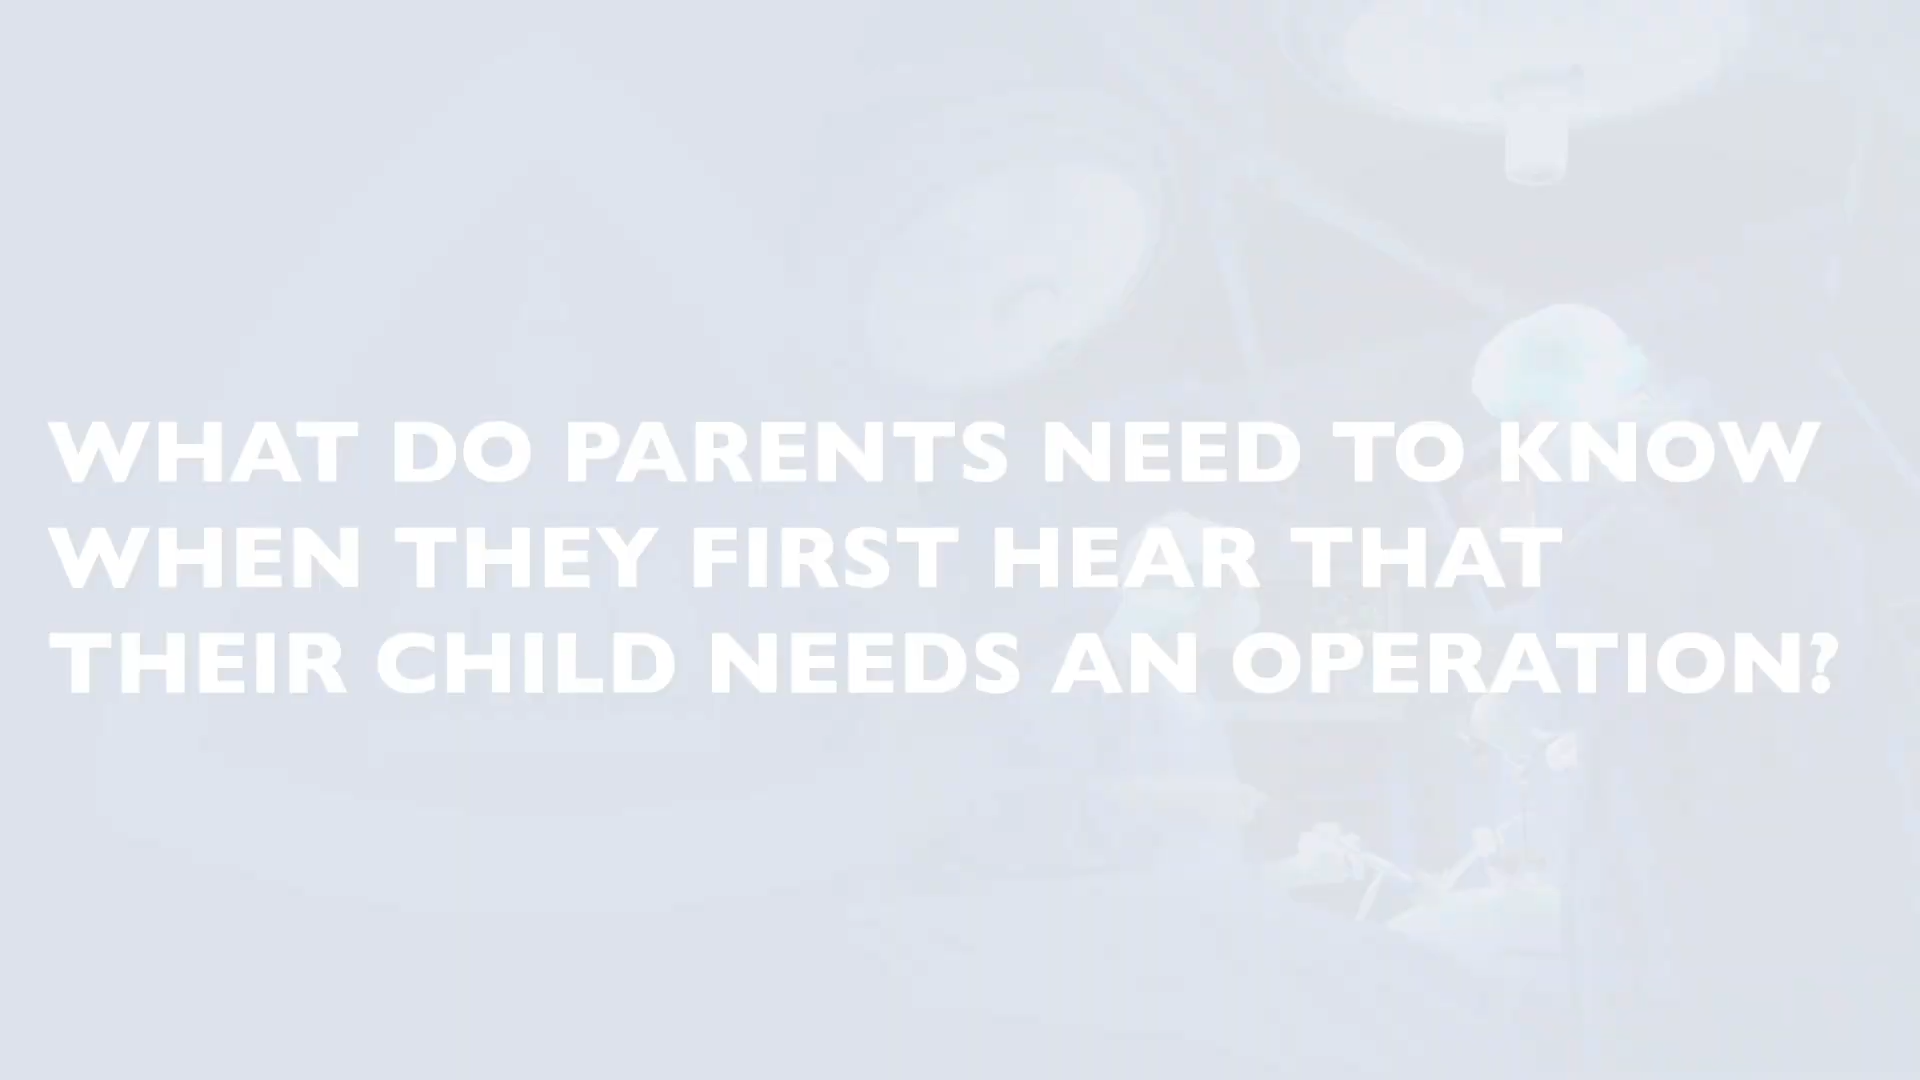 WHAT DO PARENTS NEED TO KNOW
WHEN THEY FIRST HEAR THAT
THEIR CHILD NEEDS AN OPERATION?